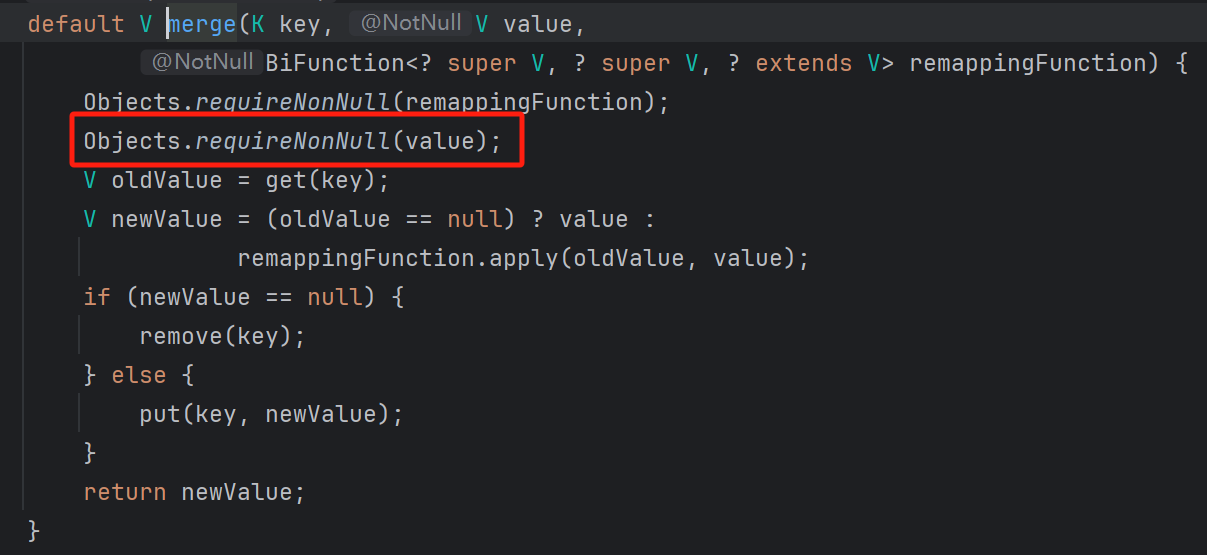 default V merge(K key, @NotNull V value,
@NotNull BiFunction<? super V, ? super V, ? extends V> remappingFunction) {
Objects.requireNonNull(remappingFunction);
Objects.requireNonNull(value);
V oldValue = get(key);
V newValue = (oldValue == null) ? value :
remappingFunction.apply(oldValue, value);
if (newValue == null) {
remove(key);
} else {
put(key, newValue);
}
return newValue;
}